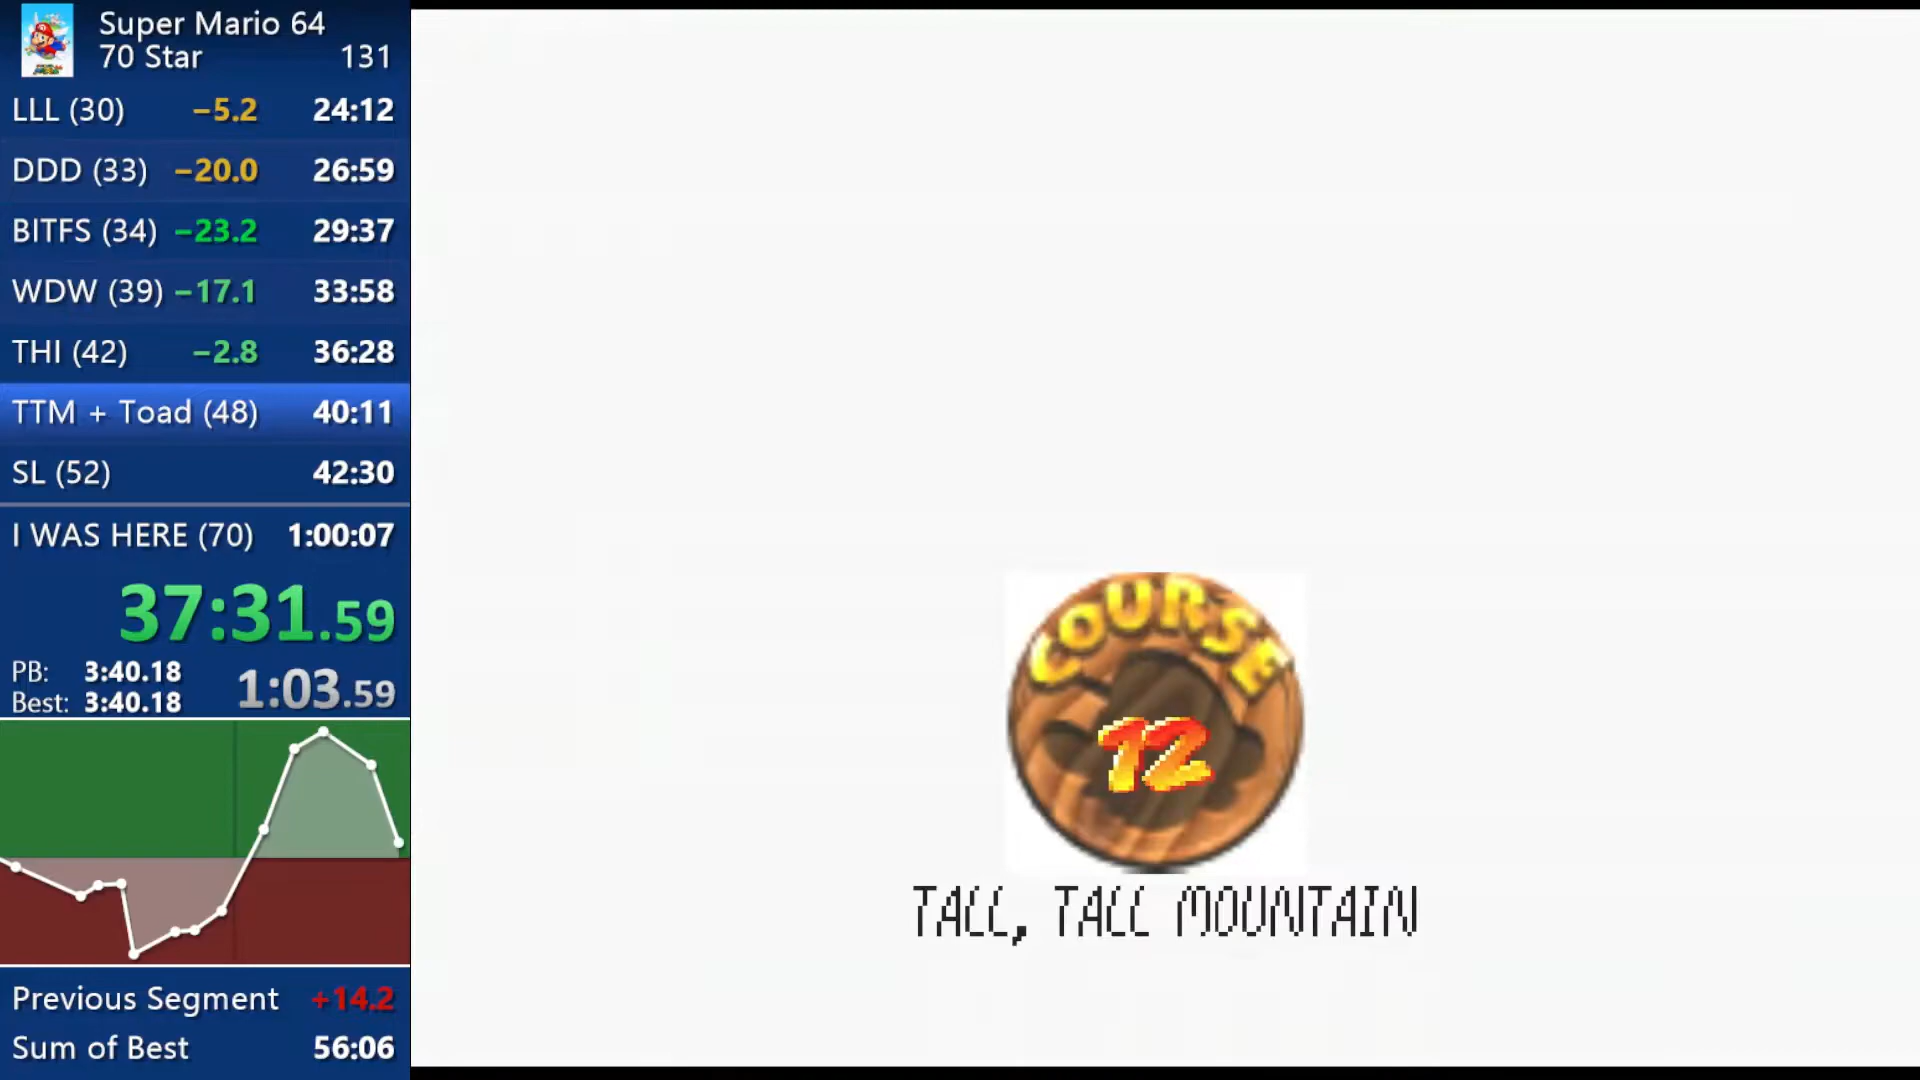 Super Mario 64
70 Star 131
LLL (30) −5.2 24:12
DDD (33) −20.0 26:59
BITFS (34) −23.2 29:37
WDW (39) −17.1 33:58
THI (42) −2.8 36:28
TTM + Toad (48) 40:11
SL (52) 42:30
I WAS HERE (70) 1:00:07
37:31.59
PB: 3:40.18
Best: 3:40.18
1:03.59
Previous Segment +14.2
Sum of Best 56:06
COURSE
12
TALL, TALL MOUNTAIN